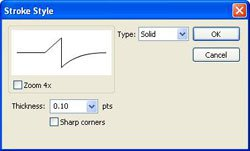 Stroke Style
Type: Solid OK
Cancel
Zoom 4x
Thickness: 0.10 pts
Sharp corners